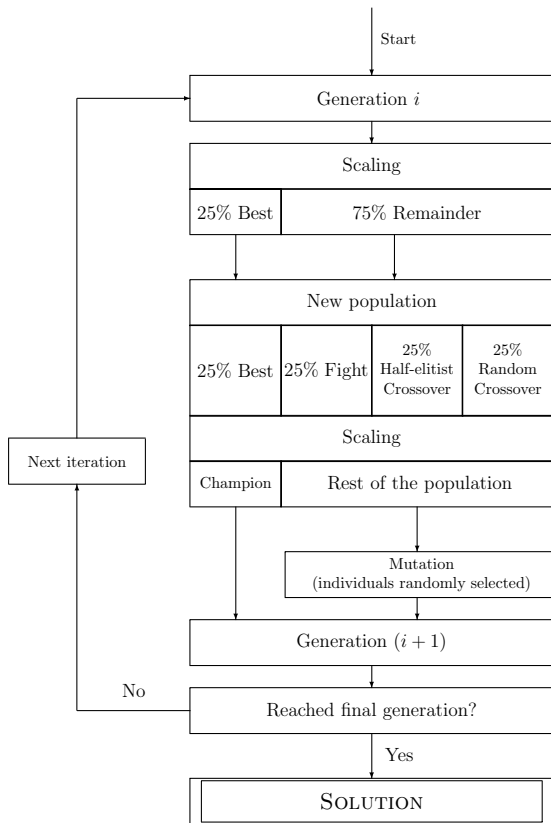 Start
Generation i
Scaling
25% Best
75% Remainder
New population
25% Best
25% Fight
25%
Half-elitist
Crossover
25%
Random
Crossover
Scaling
Next iteration
Champion
Rest of the population
Mutation
(individuals randomly selected)
Generation (i + 1)
No
Reached final generation?
Yes
SOLUTION